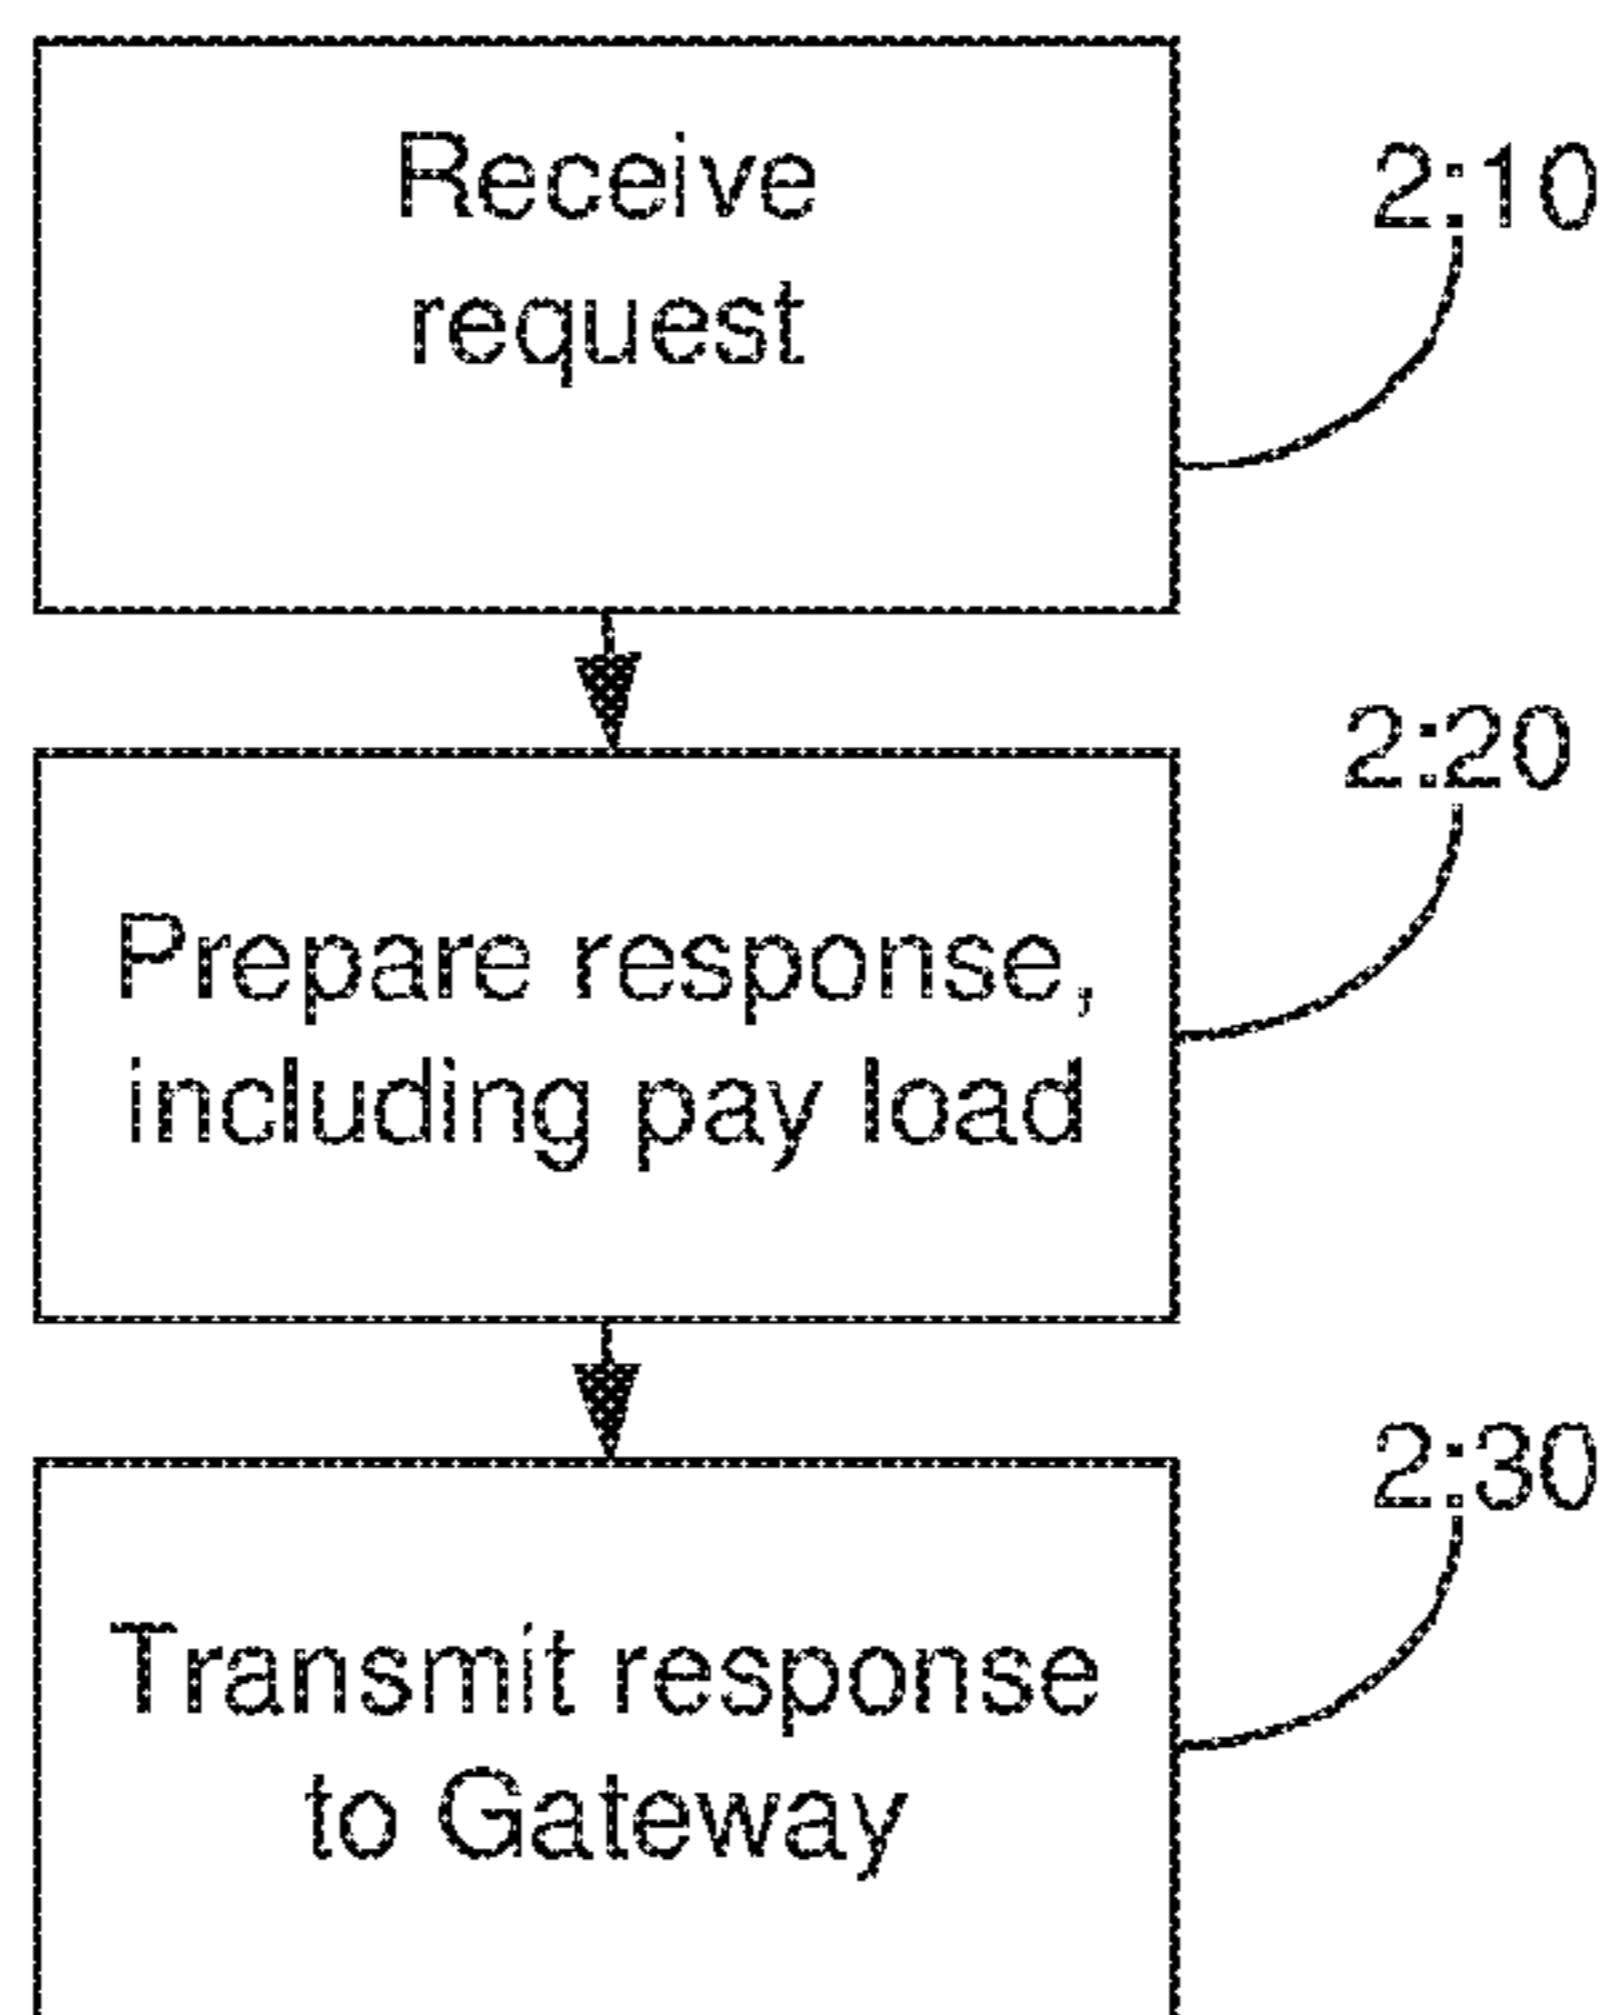 Receive
request
2:10
2:20
Prepare response,
including pay load
2:30
Transmit response
to Gateway